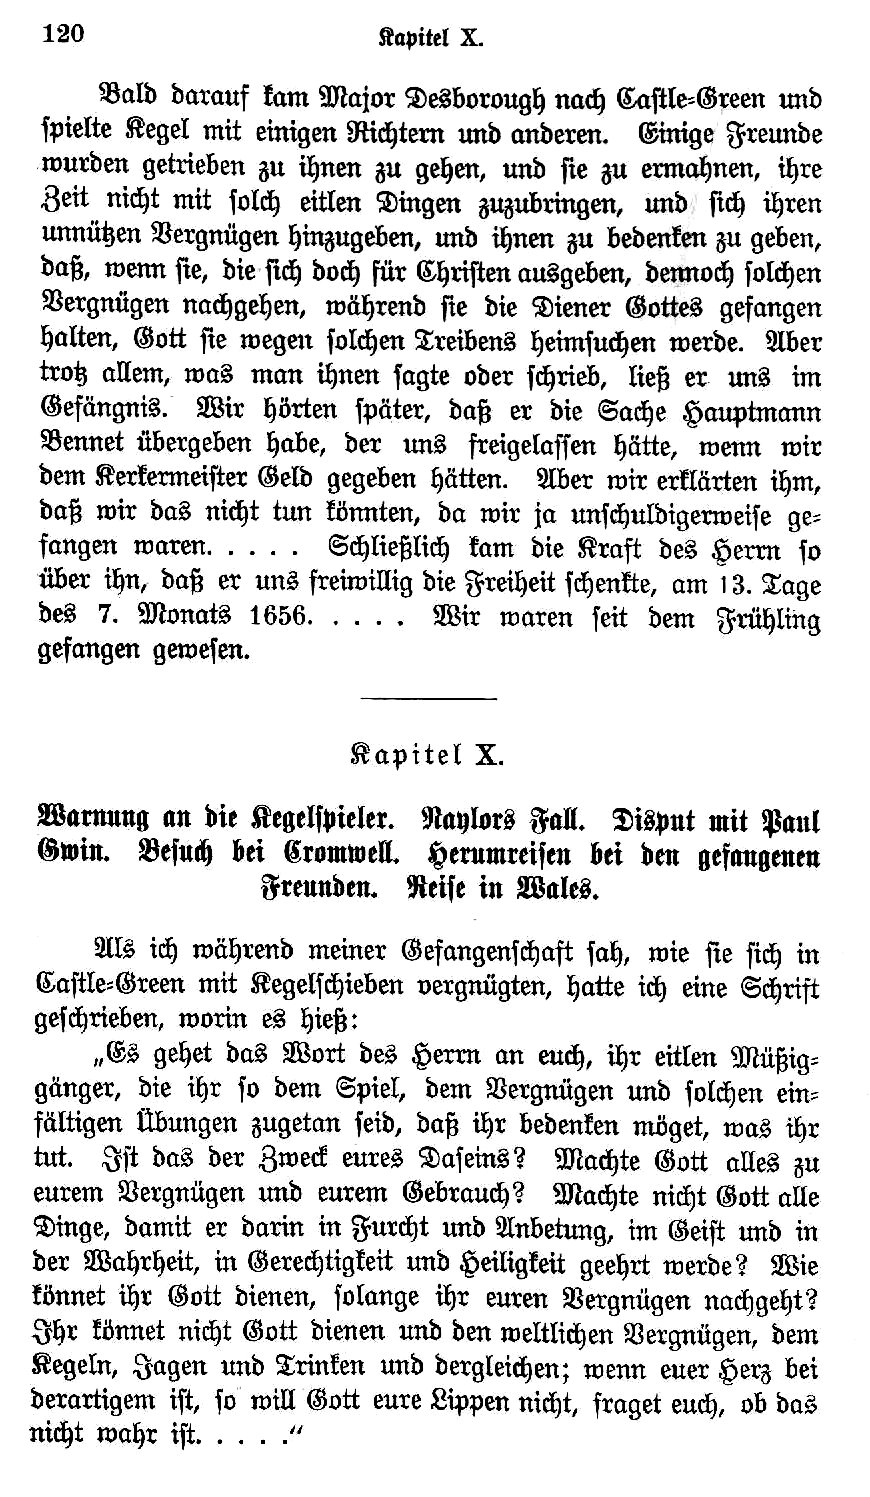 120
Kapitel X.
Bald darauf kam Major Desborough nach Castle-Green und
spielte Kegel mit einigen Richtern und anderen. Einige Freunde
wurden getrieben zu ihnen zu gehen, und sie zu ermahnen, ihre
Zeit nicht mit solch eitlen Dingen zuzubringen, und sich ihren
unnützen Vergnügen hinzugeben, und ihnen zu bedenken zu geben,
daß, wenn sie, die sich doch für Christen ausgeben, dennoch solchen
Vergnügen nachgehen, während sie die Diener Gottes gefangen
halten, Gott sie wegen solchen Treibens heimsuchen werde. Aber
trotz allem, was man ihnen sagte oder schrieb, ließ er uns im
Gefängnis. Wir hörten später, daß er die Sache Hauptmann
Bennet übergeben habe, der uns freigelassen hätte, wenn wir
dem Kerkermeister Geld gegeben hätten. Aber wir erklärten ihm,
daß wir das nicht tun könnten, da wir ja unschuldigerweise ge-
fangen waren. . . . . Schließlich kam die Kraft des Herrn so
über ihn, daß er uns freiwillig die Freiheit schenkte, am 13. Tage
des 7. Monats 1656. . . . . Wir waren seit dem Frühling
gefangen gewesen.
Kapitel X.
Warnung an die Kegelspieler. Naylors Fall. Disput mit Paul
Gwin. Besuch bei Cromwell. Herumreisen bei den gefangenen
Freunden. Reise in Wales.
Als ich während meiner Gefangenschaft sah, wie sie sich in
Castle-Green mit Kegelschieben vergnügten, hatte ich eine Schrift
geschrieben, worin es hieß:
„Es gehet das Wort des Herrn an euch, ihr eitlen Müßig-
gänger, die ihr so dem Spiel, dem Vergnügen und solchen ein-
fältigen Übungen zugetan seid, daß ihr bedenken möget, was ihr
tut. Ist das der Zweck eures Daseins? Machte Gott alles zu
eurem Vergnügen und eurem Gebrauch? Machte nicht Gott alle
Dinge, damit er darin in Furcht und Anbetung, im Geist und in
der Wahrheit, in Gerechtigkeit und Heiligkeit geehrt werde? Wie
könnet ihr Gott dienen, solange ihr euren Vergnügen nachgeht?
Ihr könnet nicht Gott dienen und den weltlichen Vergnügen, dem
Kegeln, Jagen und Trinken und dergleichen; wenn euer Herz bei
derartigem ist, so will Gott eure Lippen nicht, fraget euch, ob das
nicht wahr ist. . . . ."